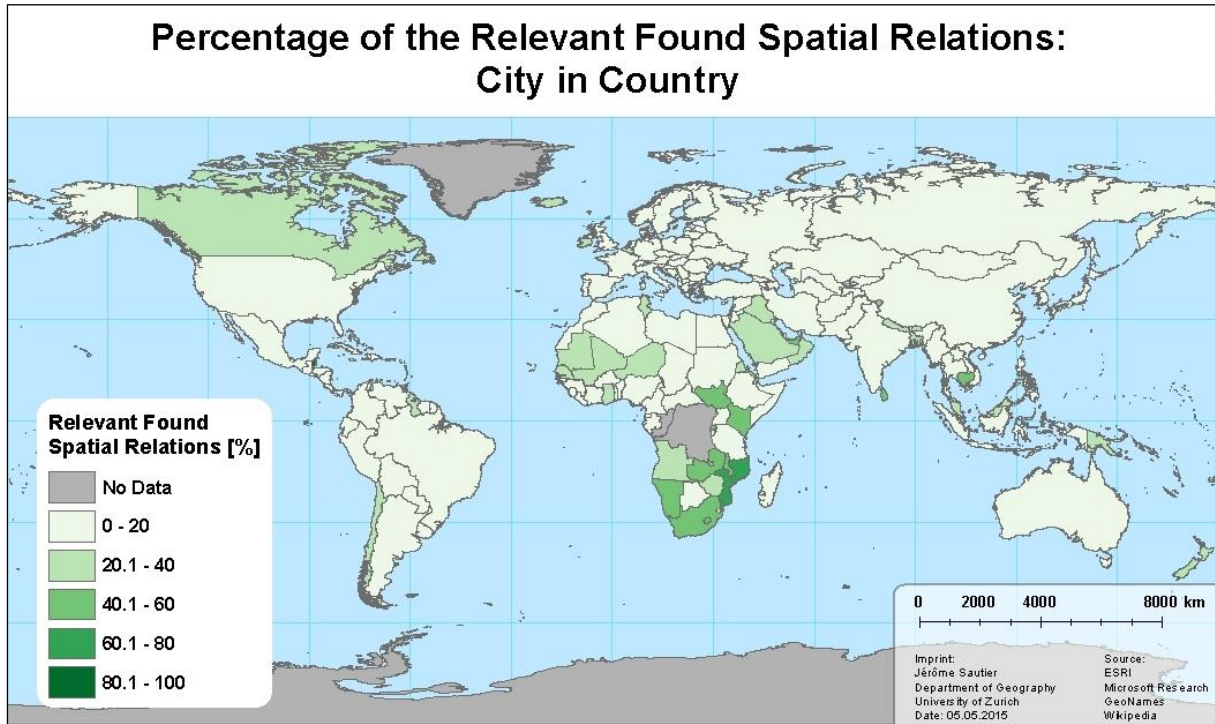 Percentage of the Relevant Found Spatial Relations:
City in Country
Relevant Found
Spatial Relations [%]
No Data
0 - 20
20.1 - 40
40.1 - 60
60.1 - 80
80.1 - 100
0 2000 4000 8000 km
Imprint:
Jérôme Sautier
Department of Geography
University of Zurich
Date: 05.05.2015
Source:
ESRI
Microsoft Research
GeoNames
Wikipedia